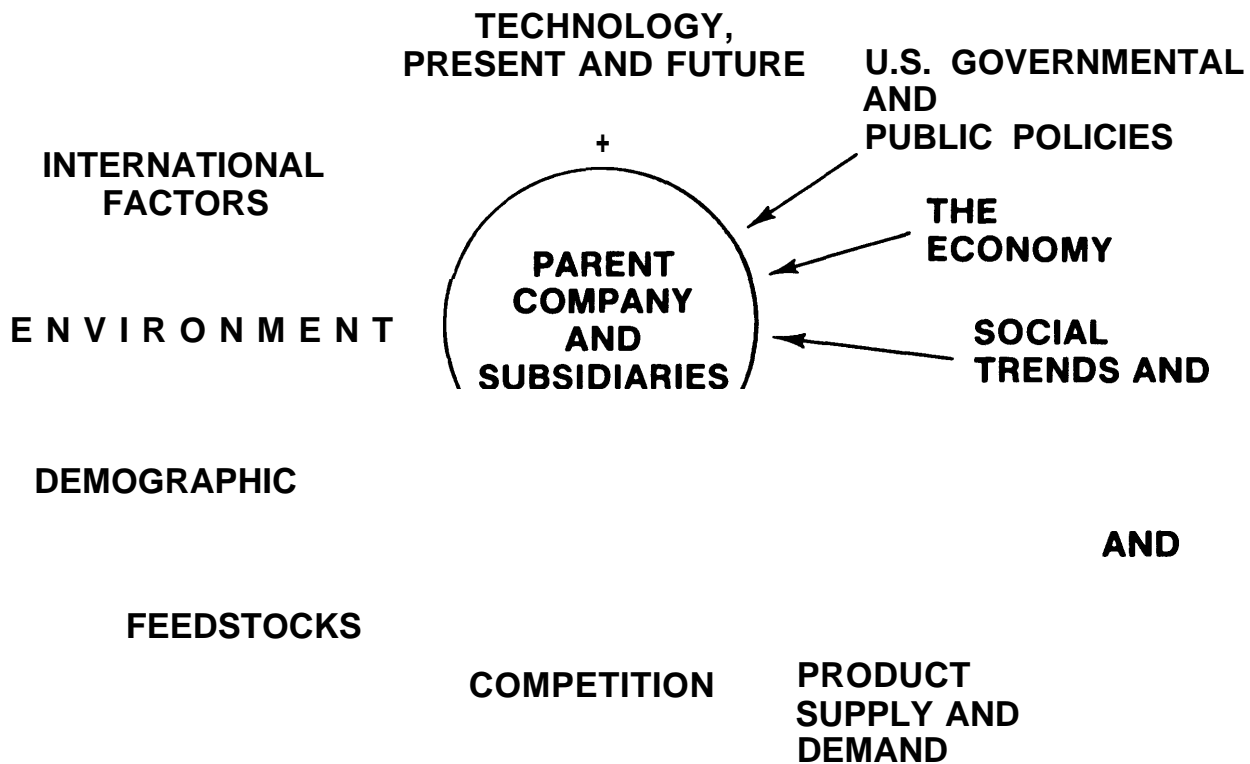 TECHNOLOGY,
PRESENT AND FUTURE
U.S. GOVERNMENTAL
AND
PUBLIC POLICIES
INTERNATIONAL
FACTORS
THE
ECONOMY
PARENT
COMPANY
AND
SUBSIDIARIES
ENVIRONMENT
SOCIAL
TRENDS AND
DEMOGRAPHIC
AND
FEEDSTOCKS
COMPETITION
PRODUCT
SUPPLY AND
DEMAND